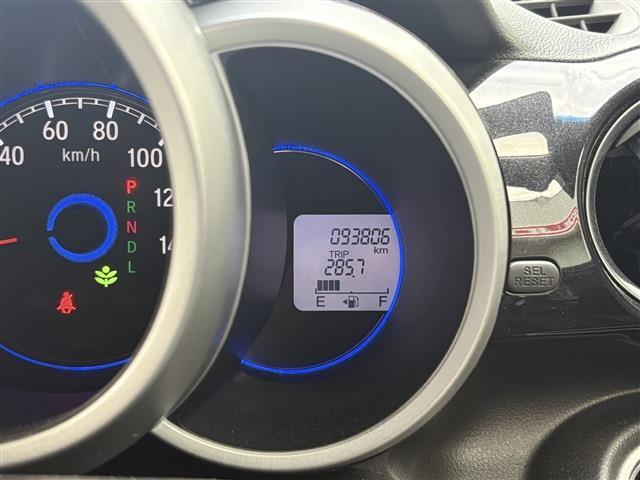 40 60 80 100 12 14
km/h
P
R
N
D
L
093806
km
TRIP
285.7
E F
SEL
RESET